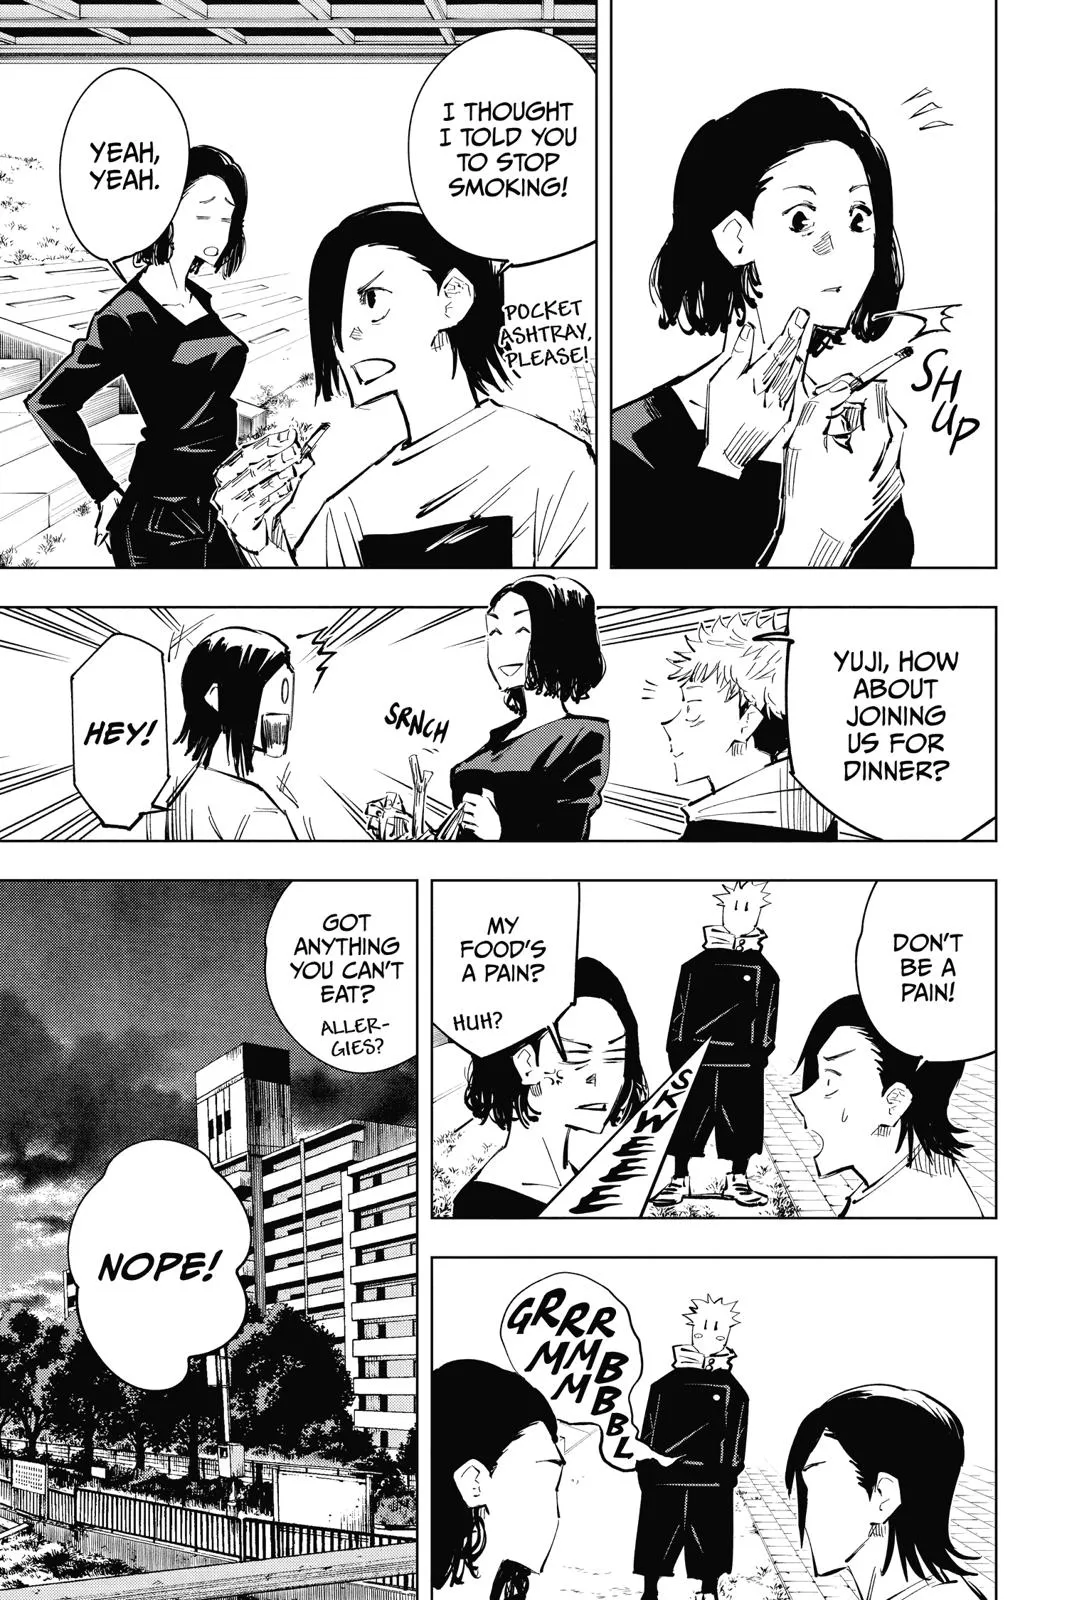 SH
UP
I THOUGHT
I TOLD YOU
TO STOP
SMOKING!
POCKET
ASHTRAY,
PLEASE!
YEAH,
YEAH.
YUJI, HOW
ABOUT
JOINING
US FOR
DINNER?
SRNCH
HEY!
DON'T
BE A
PAIN!
MY
FOOD'S
A PAIN?
HUH?
SKWEEEE
GRRR
MMBB
MBBL
GOT
ANYTHING
YOU CAN'T
EAT?
ALLER-
GIES?
NOPE!